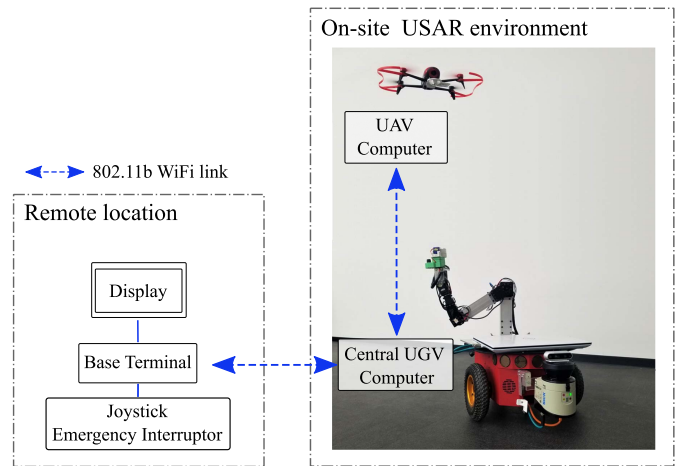 On-site USAR environment
UAV
Computer
802.11b WiFi link
Remote location
Display
Base Terminal
Central UGV
Computer
Joystick
Emergency Interruptor